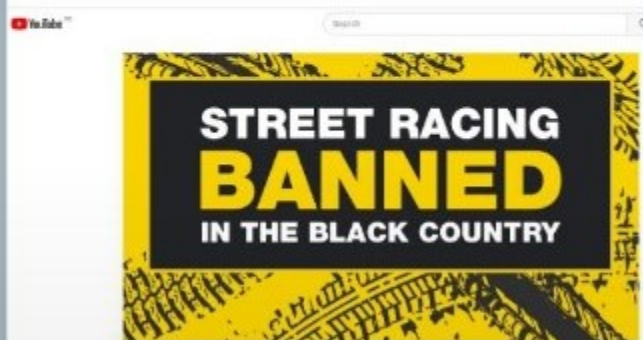 YouTube
Search
STREET RACING
BANNED
IN THE BLACK COUNTRY